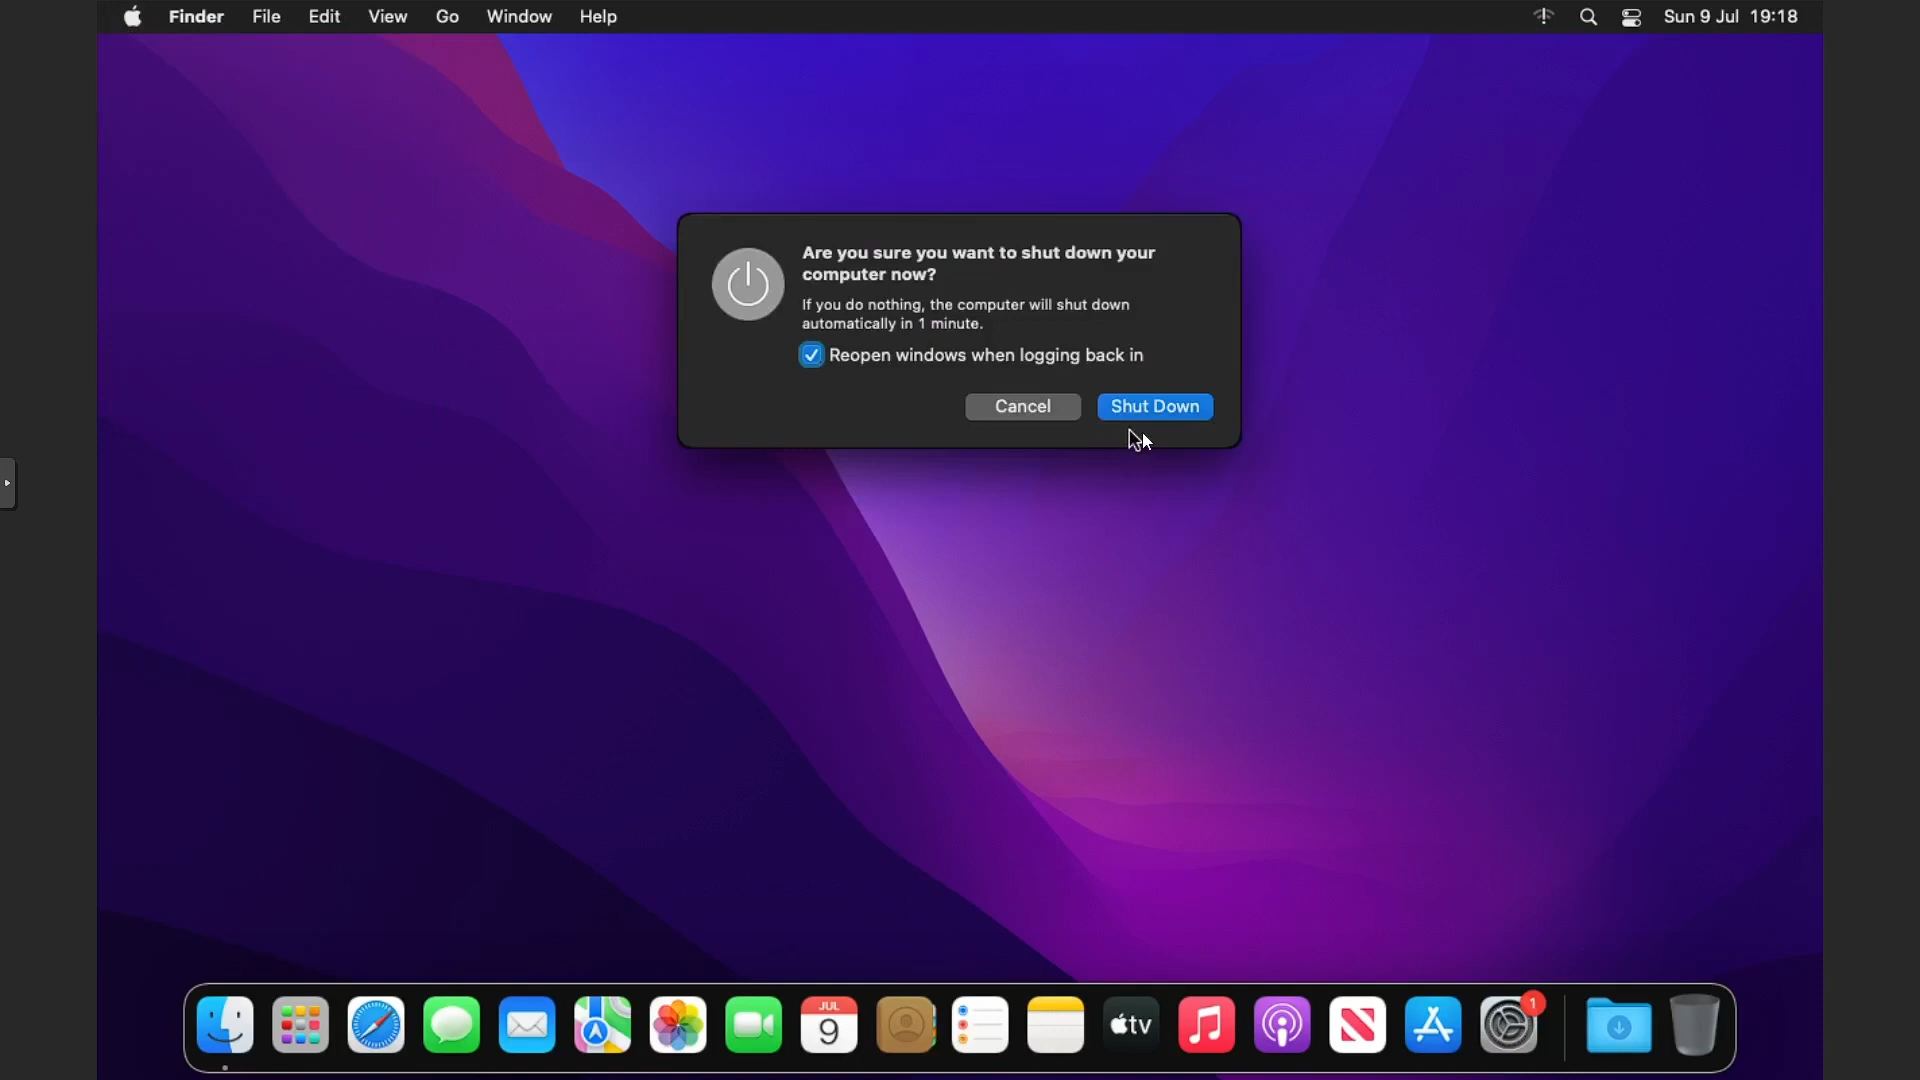 Finder File Edit View Go Window Help Sun 9 Jul 19:18
Are you sure you want to shut down your
computer now?
If you do nothing, the computer will shut down
automatically in 1 minute.
Reopen windows when logging back in
Cancel Shut Down
JUL
9
tv
1